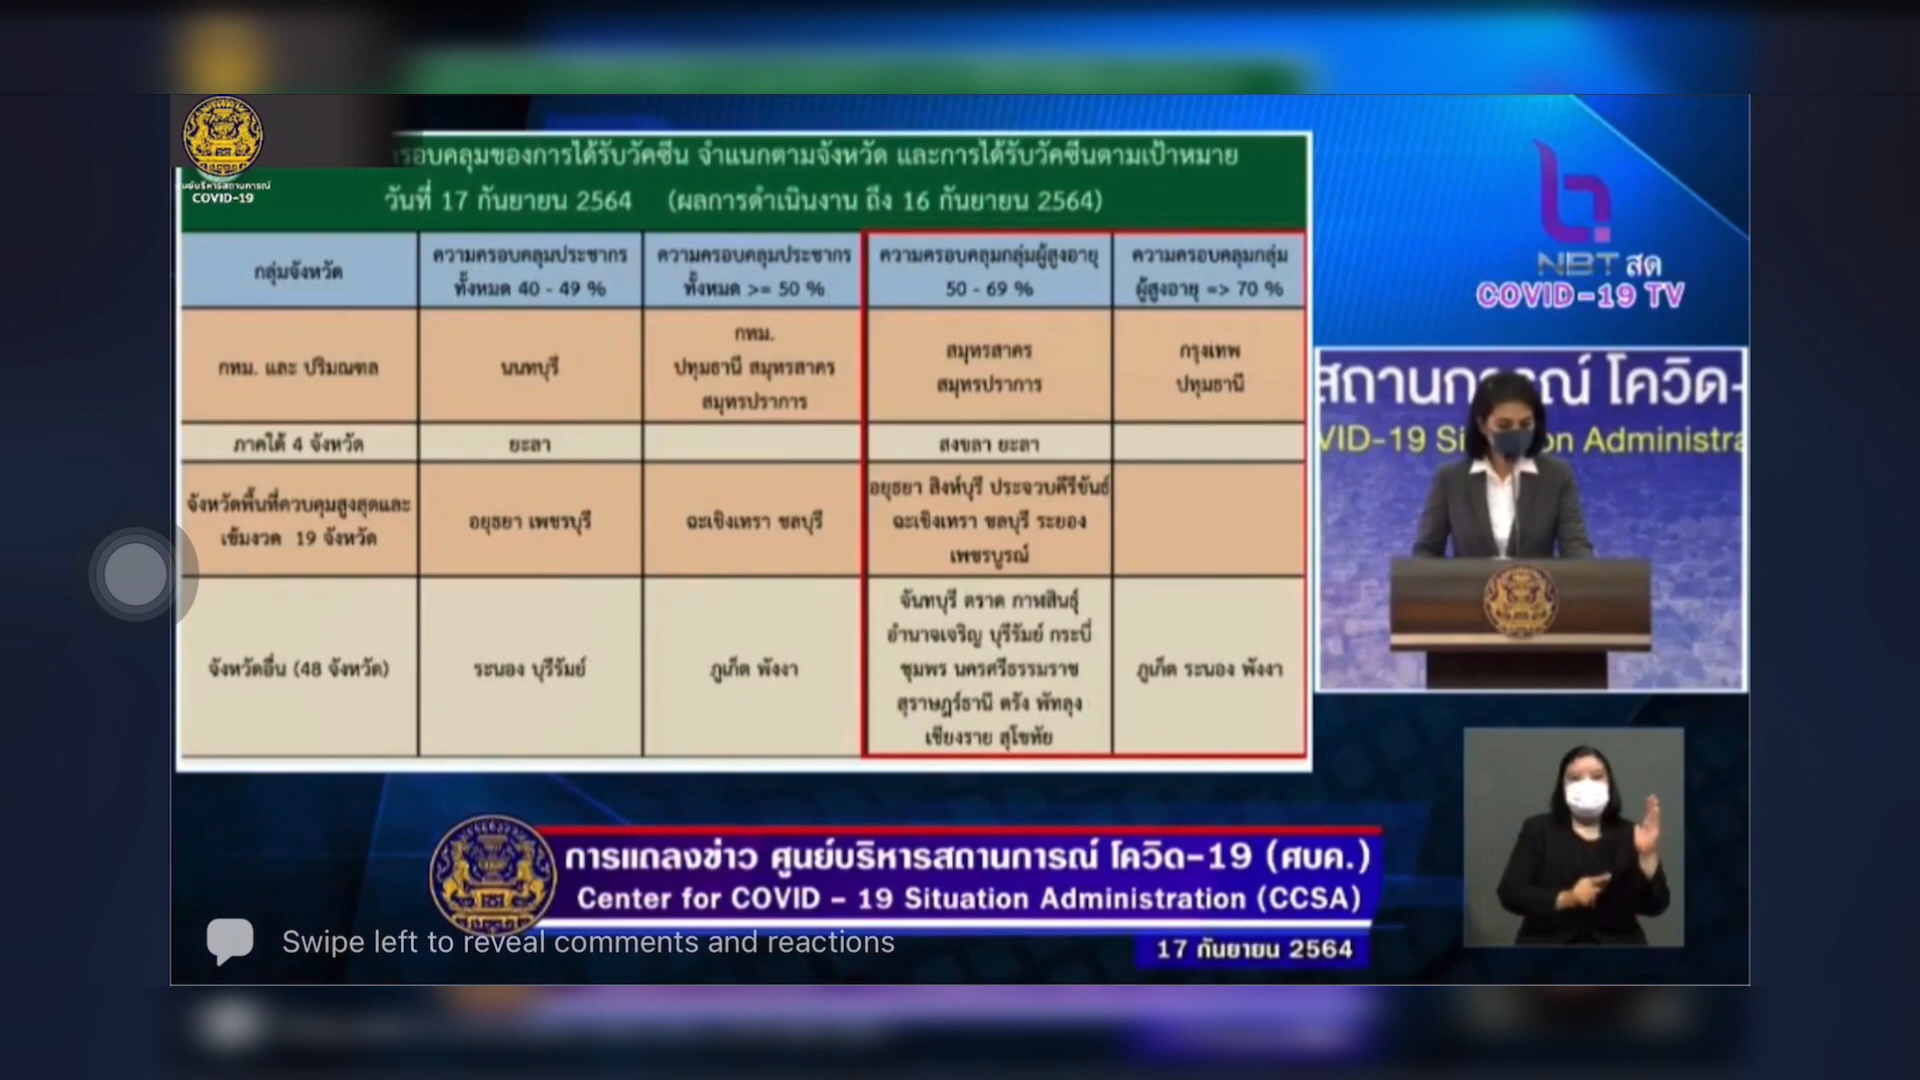 ศูนย์บริหารสถานการณ์
COVID-19
รอบคลุมของการได้รับวัคซีน จำแนกตามจังหวัด และการได้รับวัคซีนตามเป้าหมาย
วันที่ 17 กันยายน 2564 (ผลการดำเนินงาน ถึง 16 กันยายน 2564)
กลุ่มจังหวัด
ความครอบคลุมประชากร
ทั้งหมด 40 - 49 %
ความครอบคลุมประชากร
ทั้งหมด >= 50 %
ความครอบคลุมกลุ่มผู้สูงอายุ
50 - 69 %
ความครอบคลุมกลุ่ม
ผู้สูงอายุ => 70 %
กทม. และ ปริมณฑล
นนทบุรี
กทม.
ปทุมธานี สมุทรสาคร
สมุทรปราการ
สมุทรสาคร
สมุทรปราการ
กรุงเทพ
ปทุมธานี
ภาคใต้ 4 จังหวัด
ยะลา
สงขลา ยะลา
จังหวัดพื้นที่ควบคุมสูงสุดและ
เข้มงวด 19 จังหวัด
อยุธยา เพชรบุรี
ฉะเชิงเทรา ชลบุรี
อยุธยา สิงห์บุรี ประจวบคีรีขันธ์
ฉะเชิงเทรา ชลบุรี ระยอง
เพชรบูรณ์
จังหวัดอื่น (48 จังหวัด)
ระนอง บุรีรัมย์
ภูเก็ต พังงา
จันทบุรี ตราด กาฬสินธุ์
อำนาจเจริญ บุรีรัมย์ กระบี่
ชุมพร นครศรีธรรมราช
สุราษฎร์ธานี ตรัง พัทลุง
เชียงราย สุโขทัย
ภูเก็ต ระนอง พังงา
NBT สด
COVID-19 TV
สถานการณ์ โควิด-
VID-19 Si on Administra
การแถลงข่าว ศูนย์บริหารสถานการณ์ โควิด-19 (ศบค.)
Center for COVID – 19 Situation Administration (CCSA)
Swipe left to reveal comments and reactions
17 กันยายน 2564